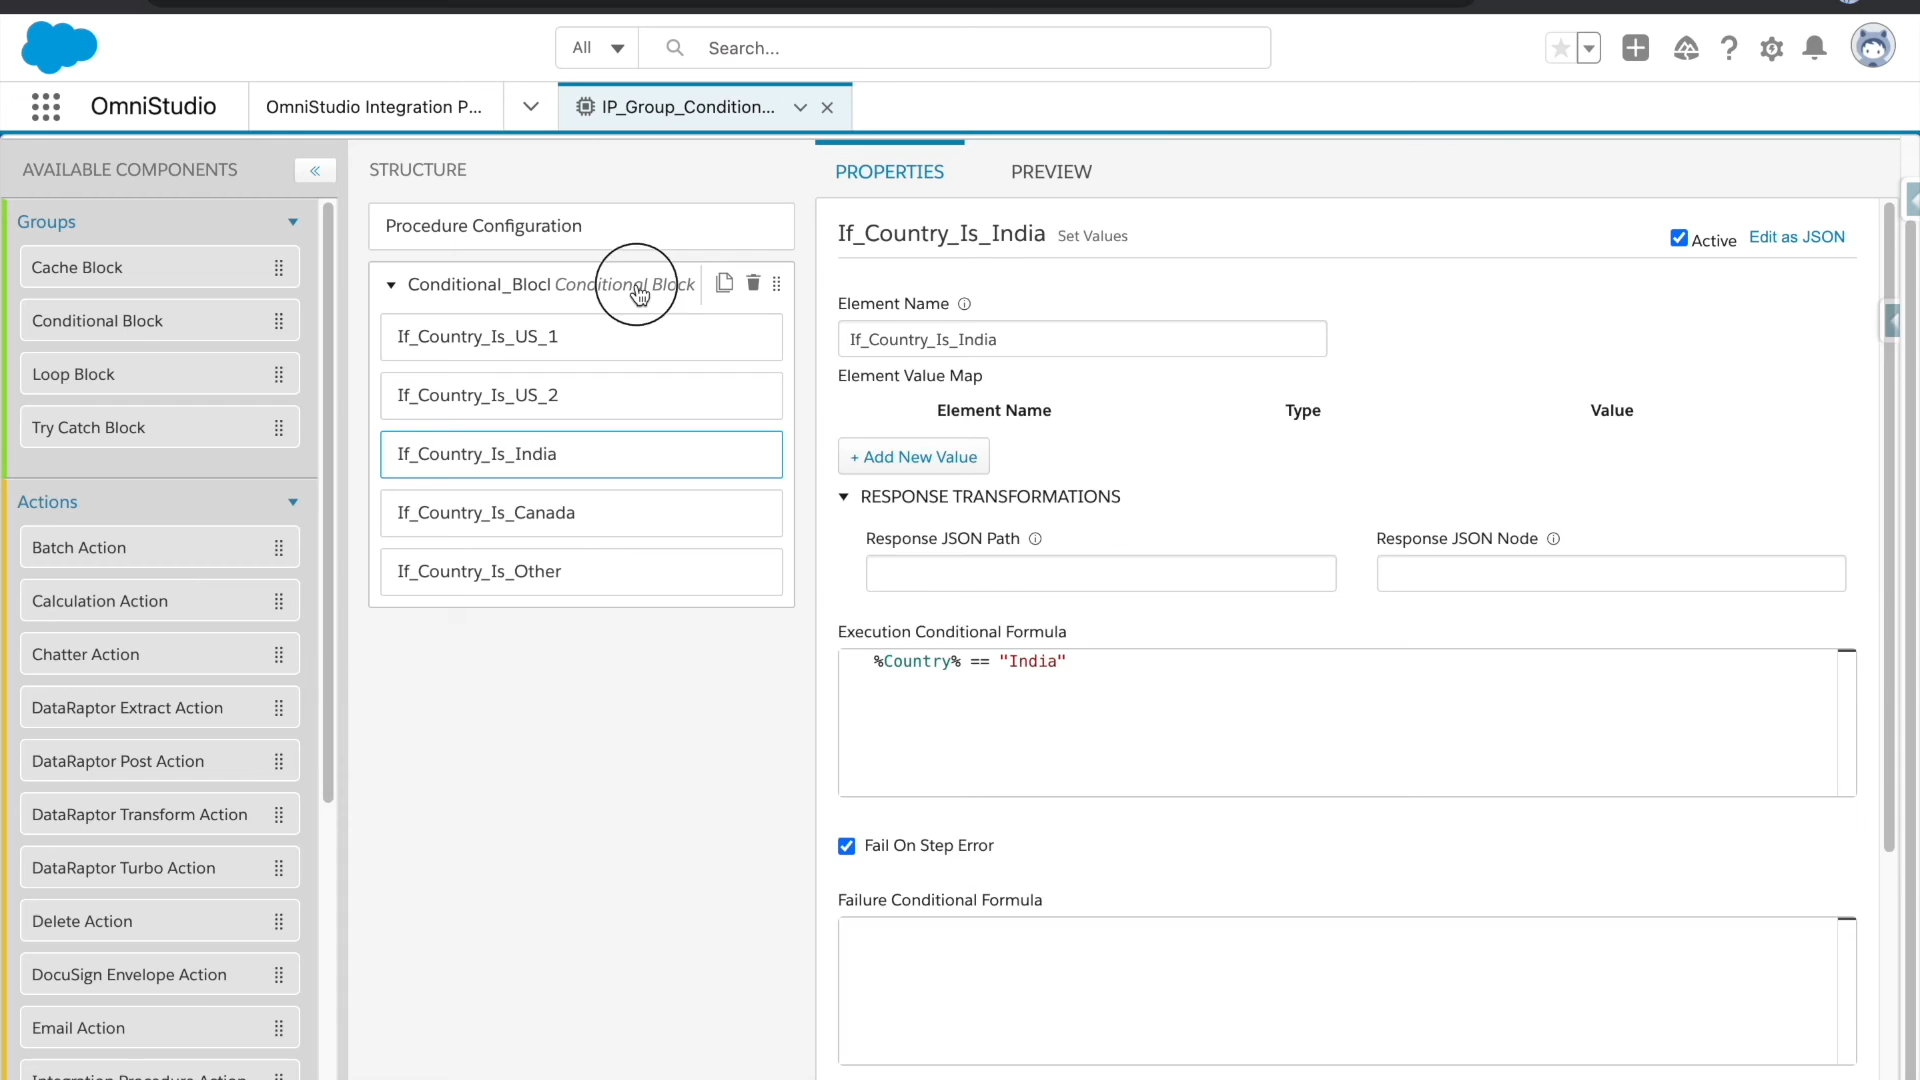 All
Search...
OmniStudio
OmniStudio Integration P...
IP_Group_Condition...
AVAILABLE COMPONENTS
Groups
Cache Block
Conditional Block
Loop Block
Try Catch Block
Actions
Batch Action
Calculation Action
Chatter Action
DataRaptor Extract Action
DataRaptor Post Action
DataRaptor Transform Action
DataRaptor Turbo Action
Delete Action
DocuSign Envelope Action
Email Action
Integration Procedure Action
STRUCTURE
Procedure Configuration
Conditional_Blocl Conditional Block
If_Country_Is_US_1
If_Country_Is_US_2
If_Country_Is_India
If_Country_Is_Canada
If_Country_Is_Other
PROPERTIES
PREVIEW
If_Country_Is_India Set Values
Active
Edit as JSON
Element Name
If_Country_Is_India
Element Value Map
Element Name Type Value
+ Add New Value
RESPONSE TRANSFORMATIONS
Response JSON Path
Response JSON Node
Execution Conditional Formula
%Country% == "India"
Fail On Step Error
Failure Conditional Formula